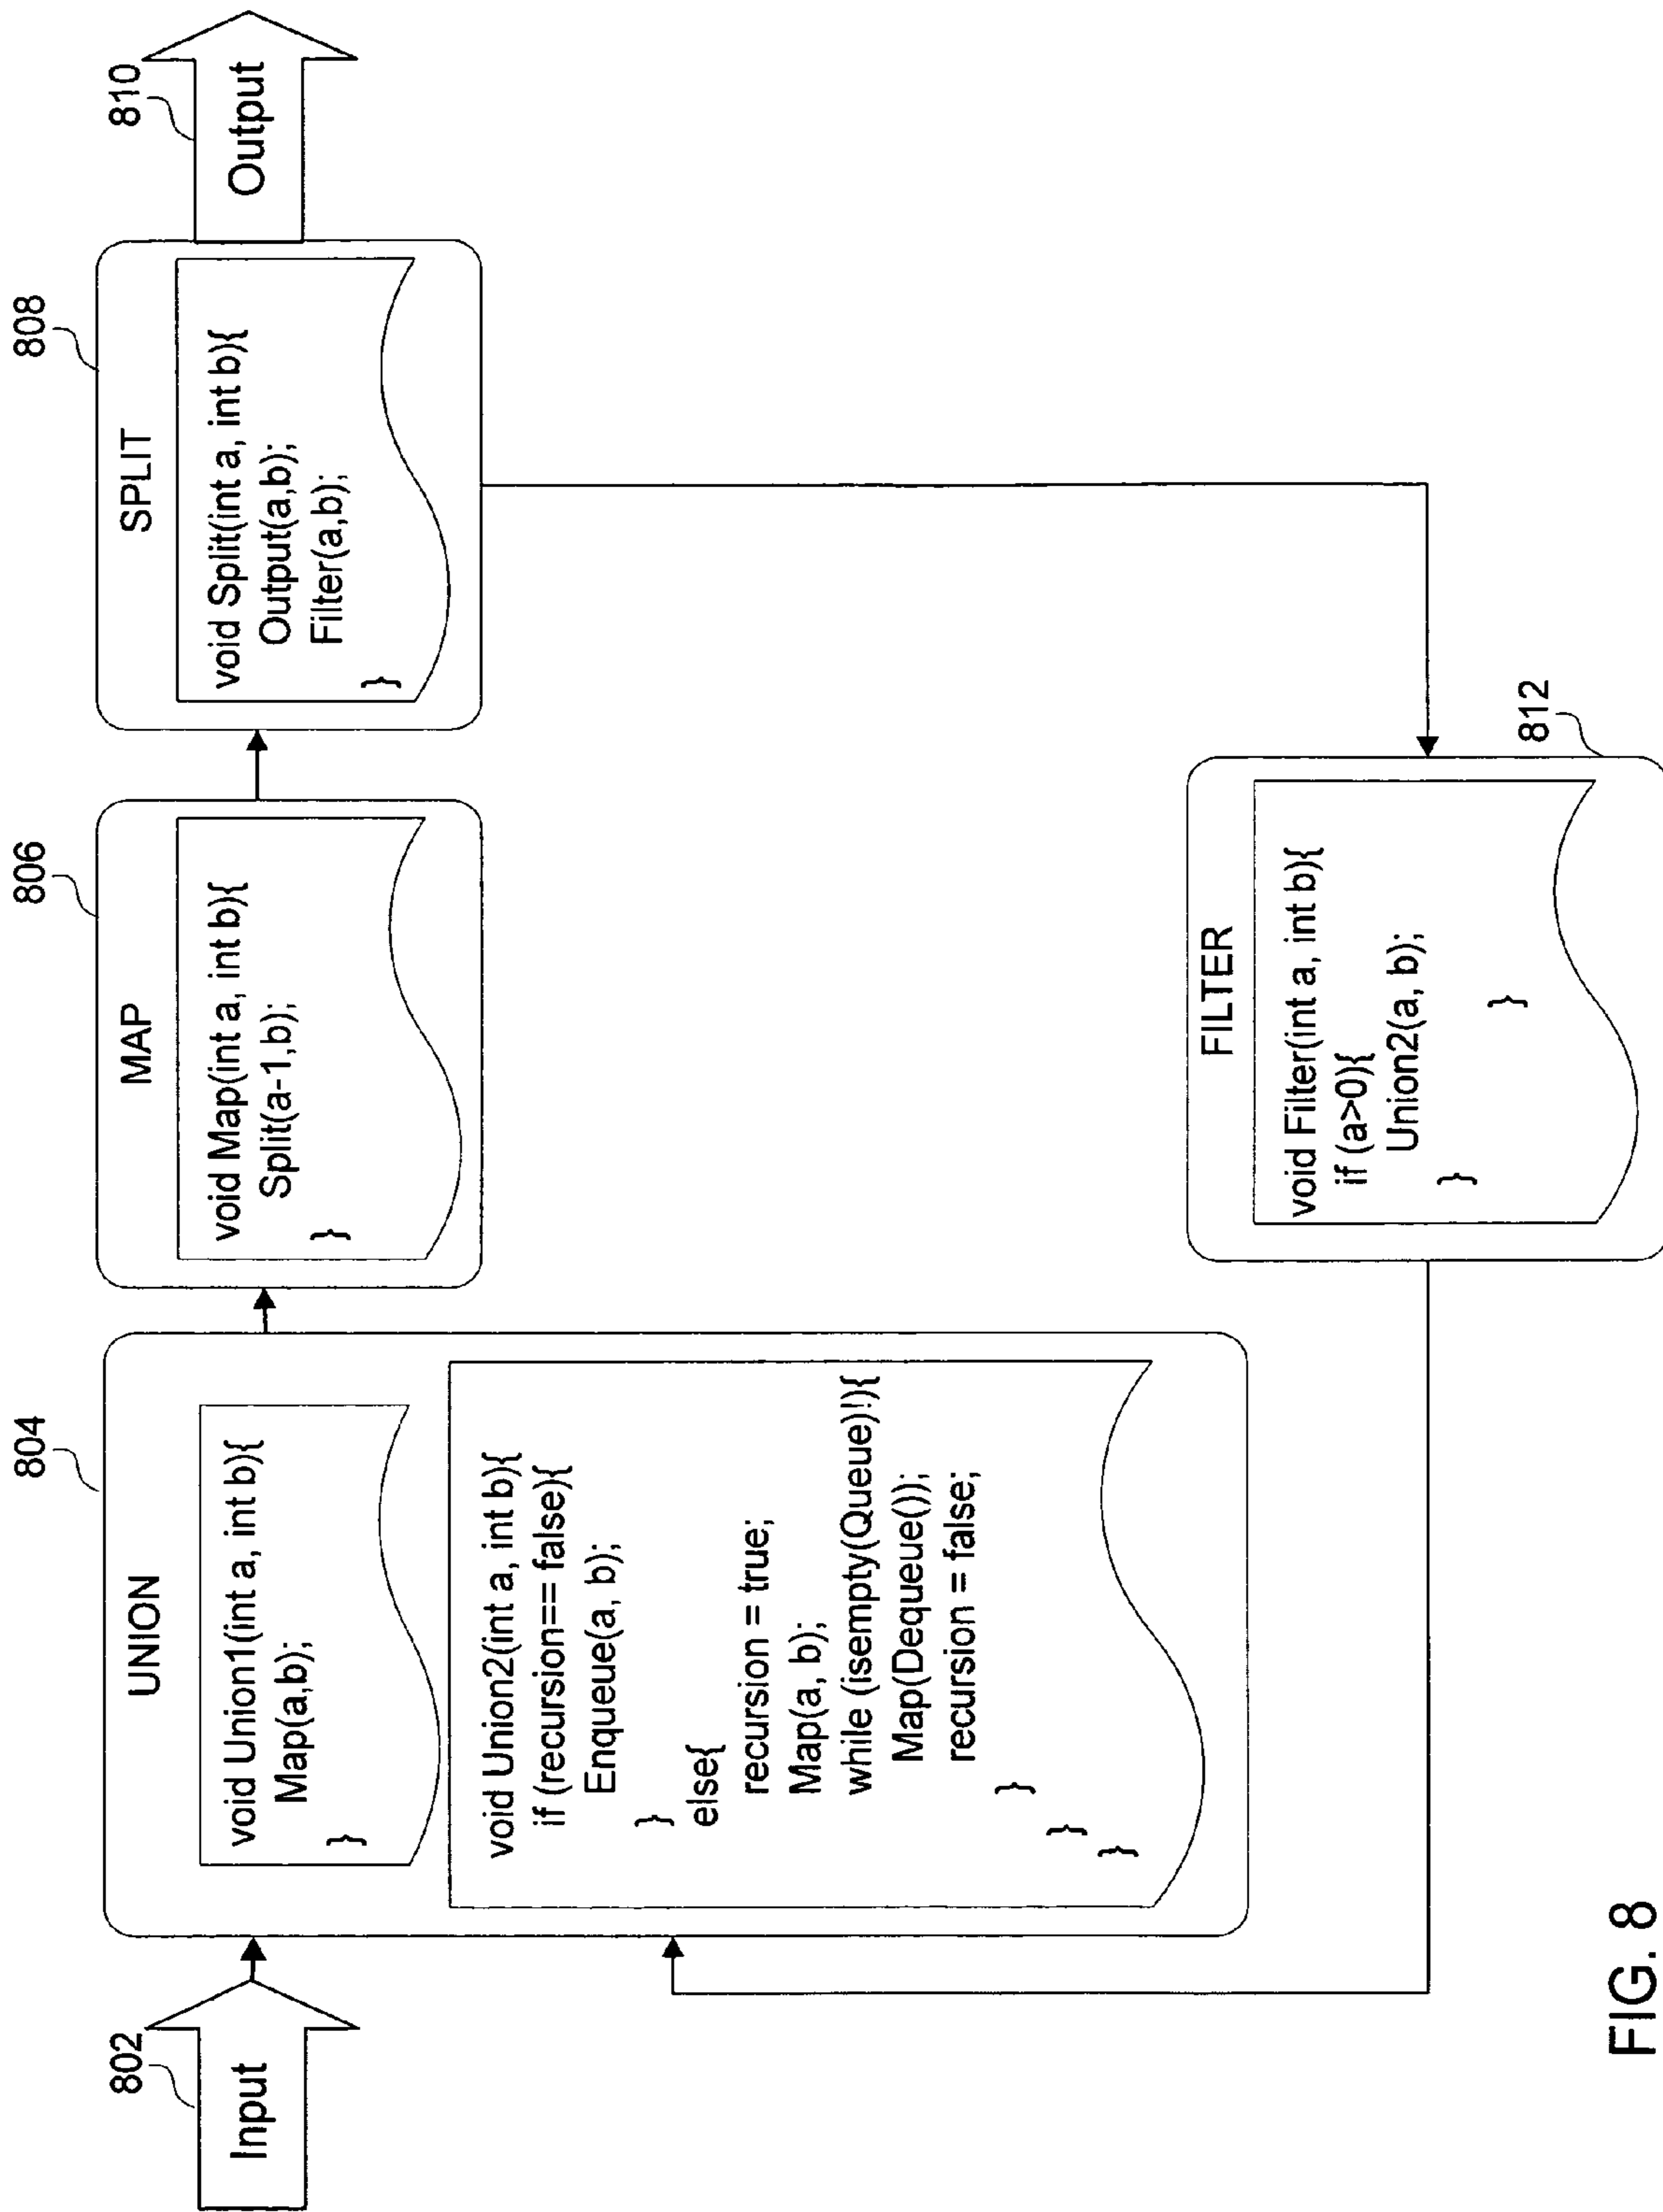 802
Input
804
UNION
void Union1(int a, int b){
Map(a,b);
}
void Union2(int a, int b){
if (recursion== false){
Enqueue(a, b);
}
else{
recursion = true;
Map(a, b);
while (isempty(Queue)!){
Map(Dequeue());
recursion = false;
}
}
}
806
MAP
void Map(int a, int b){
Split(a-1,b);
}
808
SPLIT
void Split(int a, int b){
Output(a,b);
Filter(a,b);
}
810
Output
FILTER
812
void Filter(int a, int b){
if (a>0){
Union2(a, b);
}
}
FIG. 8